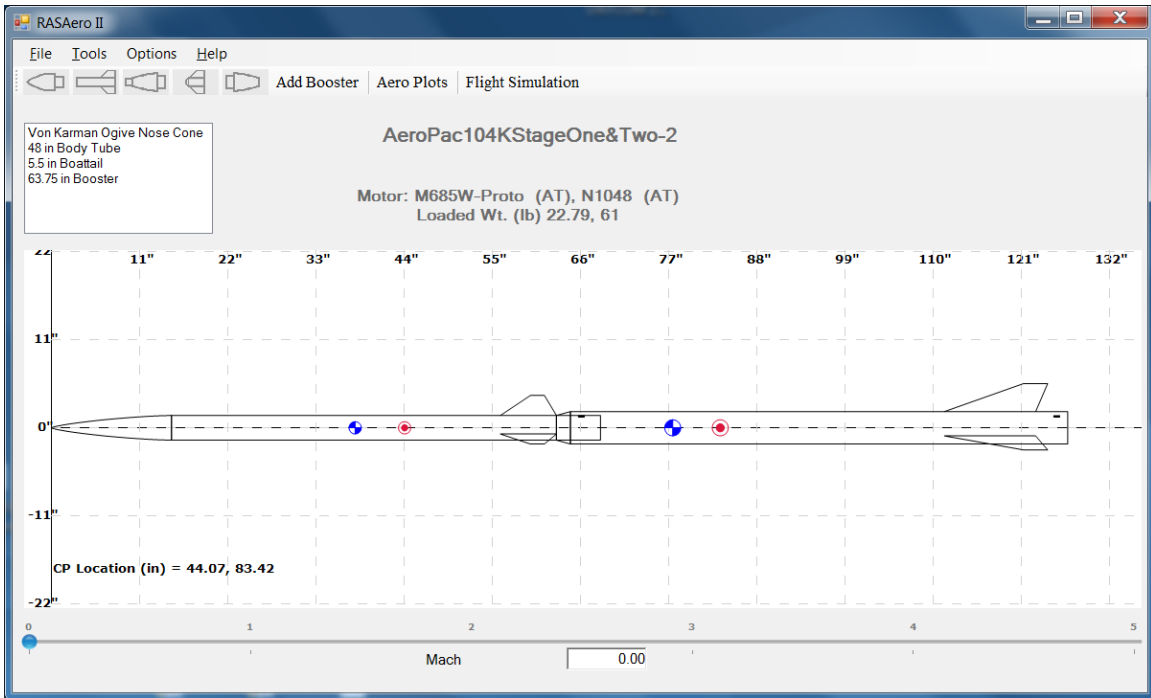 RASAero II
File Tools Options Help
Add Booster Aero Plots Flight Simulation
Von Karman Ogive Nose Cone
48 in Body Tube
5.5 in Boattail
63.75 in Booster
AeroPac104KStageOne&Two-2
Motor: M685W-Proto (AT), N1048 (AT)
Loaded Wt. (lb) 22.79, 61
22
11" 22" 33" 44" 55" 66" 77" 88" 99" 110" 121" 132"
11"
0"
-11"
CP Location (in) = 44.07, 83.42
-22"
0 1 2 3 4 5
Mach 0.00